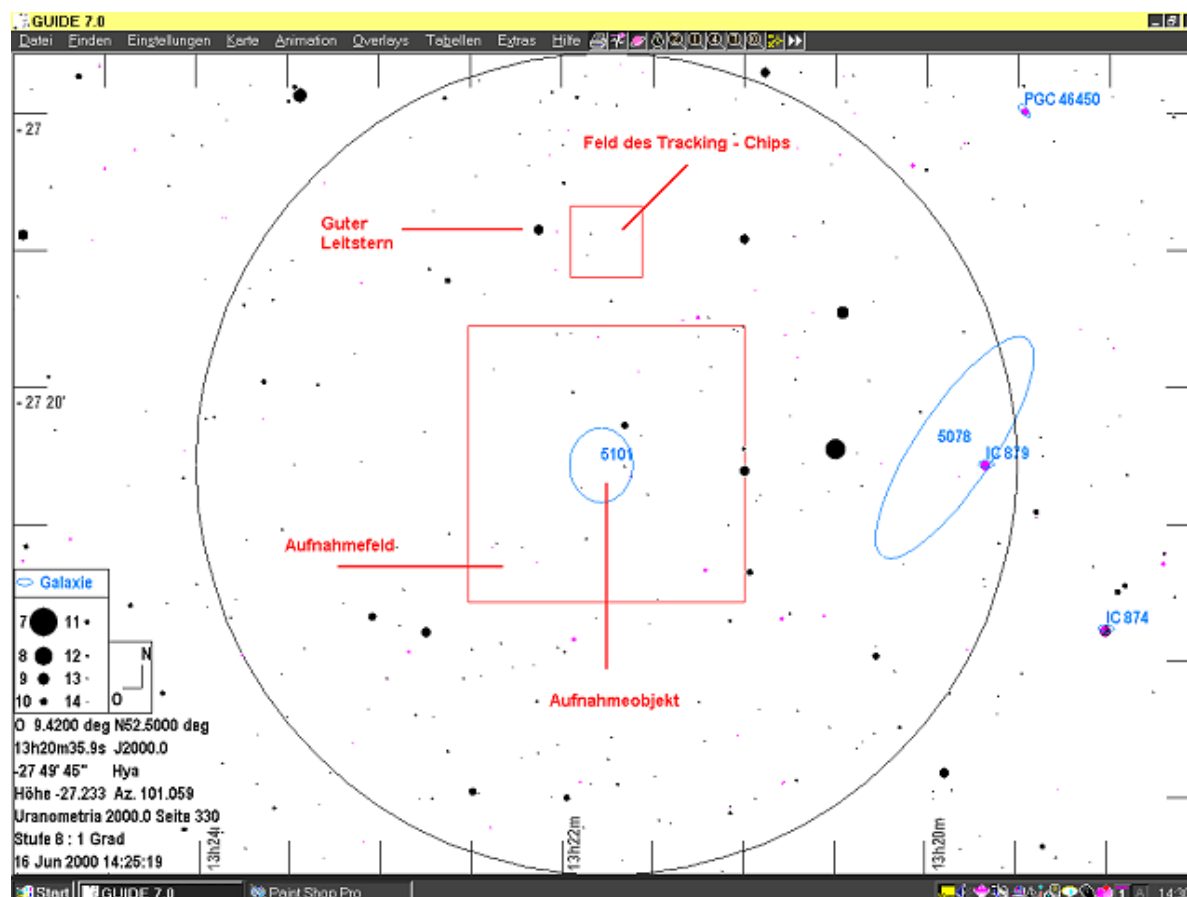 GUIDE 7.0
Datei Finden Einstellungen Karte Animation Overlays Tabellen Extras Hilfe
PGC 46450
- 27
Feld des Tracking - Chips
Guter
Leitstern
- 27 20'
5101
5078
IC 879
Aufnahmefeld
Galaxie
7 11
8 12
9 13
10 14
N
O
IC 874
Aufnahmeobjekt
O 9.4200 deg N52.5000 deg
13h20m35.9s J2000.0
-27 49' 45" Hya
Höhe -27.233 Az. 101.059
Uranometria 2000.0 Seite 330
Stufe 6 : 1 Grad
16 Jun 2000 14:25:19
13h24m
13h22m
13h20m
Start GUIDE 7.0 Paint Shop Pro 14:30